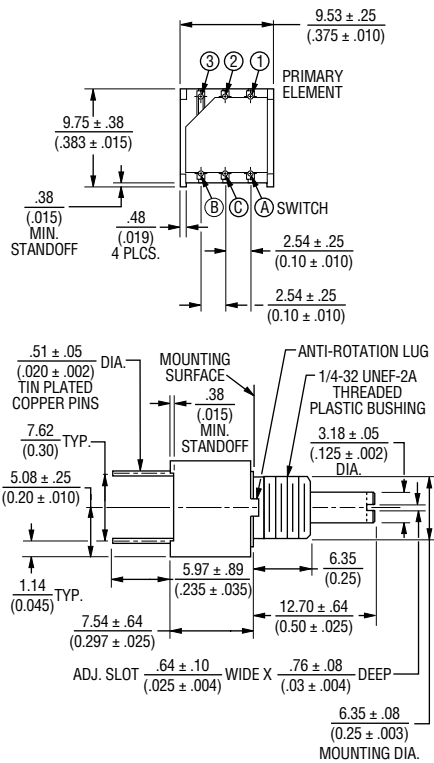 9.53 ± .25
(.375 ± .010)
3
2
1
PRIMARY
ELEMENT
9.75 ± .38
(.383 ± .015)
.38
(.015)
MIN.
STANDOFF
.48
(.019)
4 PLCS.
B
C
A SWITCH
2.54 ± .25
(0.10 ± .010)
2.54 ± .25
(0.10 ± .010)
.51 ± .05
(.020 ± .002)
DIA.
TIN PLATED
COPPER PINS
MOUNTING
SURFACE
ANTI-ROTATION LUG
1/4-32 UNEF-2A
THREADED
PLASTIC BUSHING
.38
(.015)
MIN.
STANDOFF
7.62
(0.30)
TYP.
3.18 ± .05
(.125 ± .002)
DIA.
5.08 ± .25
(0.20 ± .010)
1.14
(0.045)
TYP.
5.97 ± .89
(.235 ± .035)
6.35
(0.25)
7.54 ± .64
(0.297 ± .025)
12.70 ± .64
(0.50 ± .025)
ADJ. SLOT
.64 ± .10
(.025 ± .004)
WIDE X
.76 ± .08
(.03 ± .004)
DEEP
6.35 ± .08
(0.25 ± .003)
MOUNTING DIA.